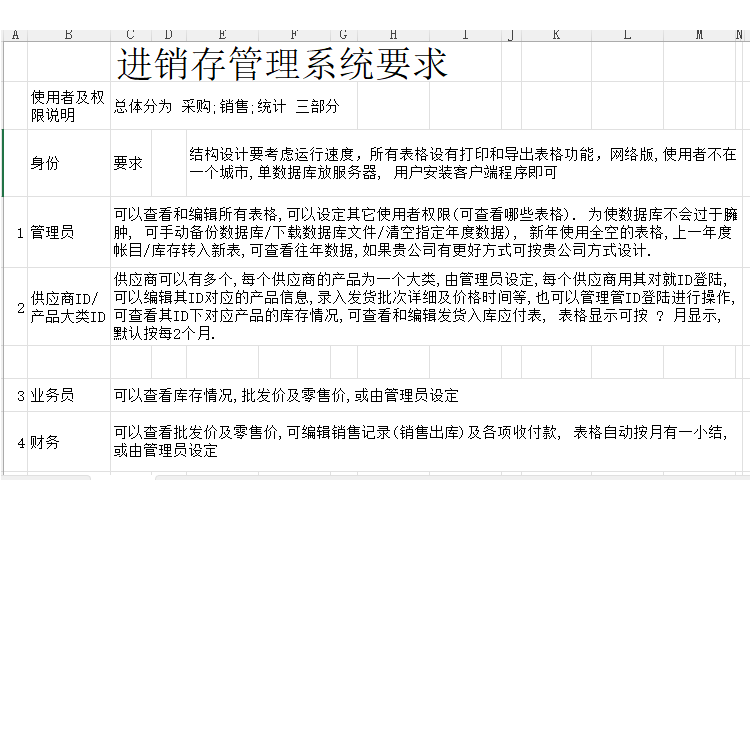 A B C D E F G H I J K L M N
进销存管理系统要求
使用者及权
限说明
总体分为 采购;销售;统计 三部分
身份
要求
结构设计要考虑运行速度，所有表格设有打印和导出表格功能，网络版,使用者不在
一个城市,单数据库放服务器, 用户安装客户端程序即可
1 管理员
可以查看和编辑所有表格,可以设定其它使用者权限(可查看哪些表格). 为使数据库不会过于臃
肿, 可手动备份数据库/下载数据库文件/清空指定年度数据), 新年使用全空的表格,上一年度
帐目/库存转入新表,可查看往年数据,如果贵公司有更好方式可按贵公司方式设计.
2 供应商ID/
产品大类ID
供应商可以有多个,每个供应商的产品为一个大类,由管理员设定,每个供应商用其对就ID登陆,
可以编辑其ID对应的产品信息,录入发货批次详细及价格时间等,也可以管理管ID登陆进行操作,
可查看其ID下对应产品的库存情况,可查看和编辑发货入库应付表, 表格显示可按 ? 月显示,
默认按每2个月.
3 业务员
可以查看库存情况,批发价及零售价,或由管理员设定
4 财务
可以查看批发价及零售价,可编辑销售记录(销售出库)及各项收付款, 表格自动按月有一小结,
或由管理员设定